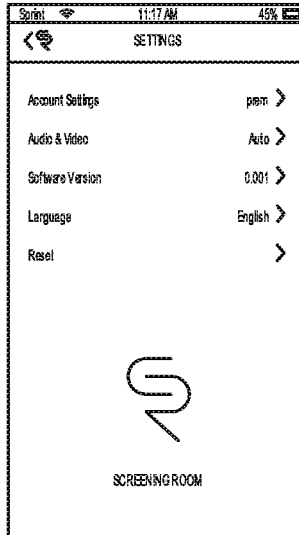 Sprint 11:17 AM 45%
SETTINGS
Account Settings prem
Audio & Video Auto
Software Version 0.001
Language English
Reset
SCREENING ROOM